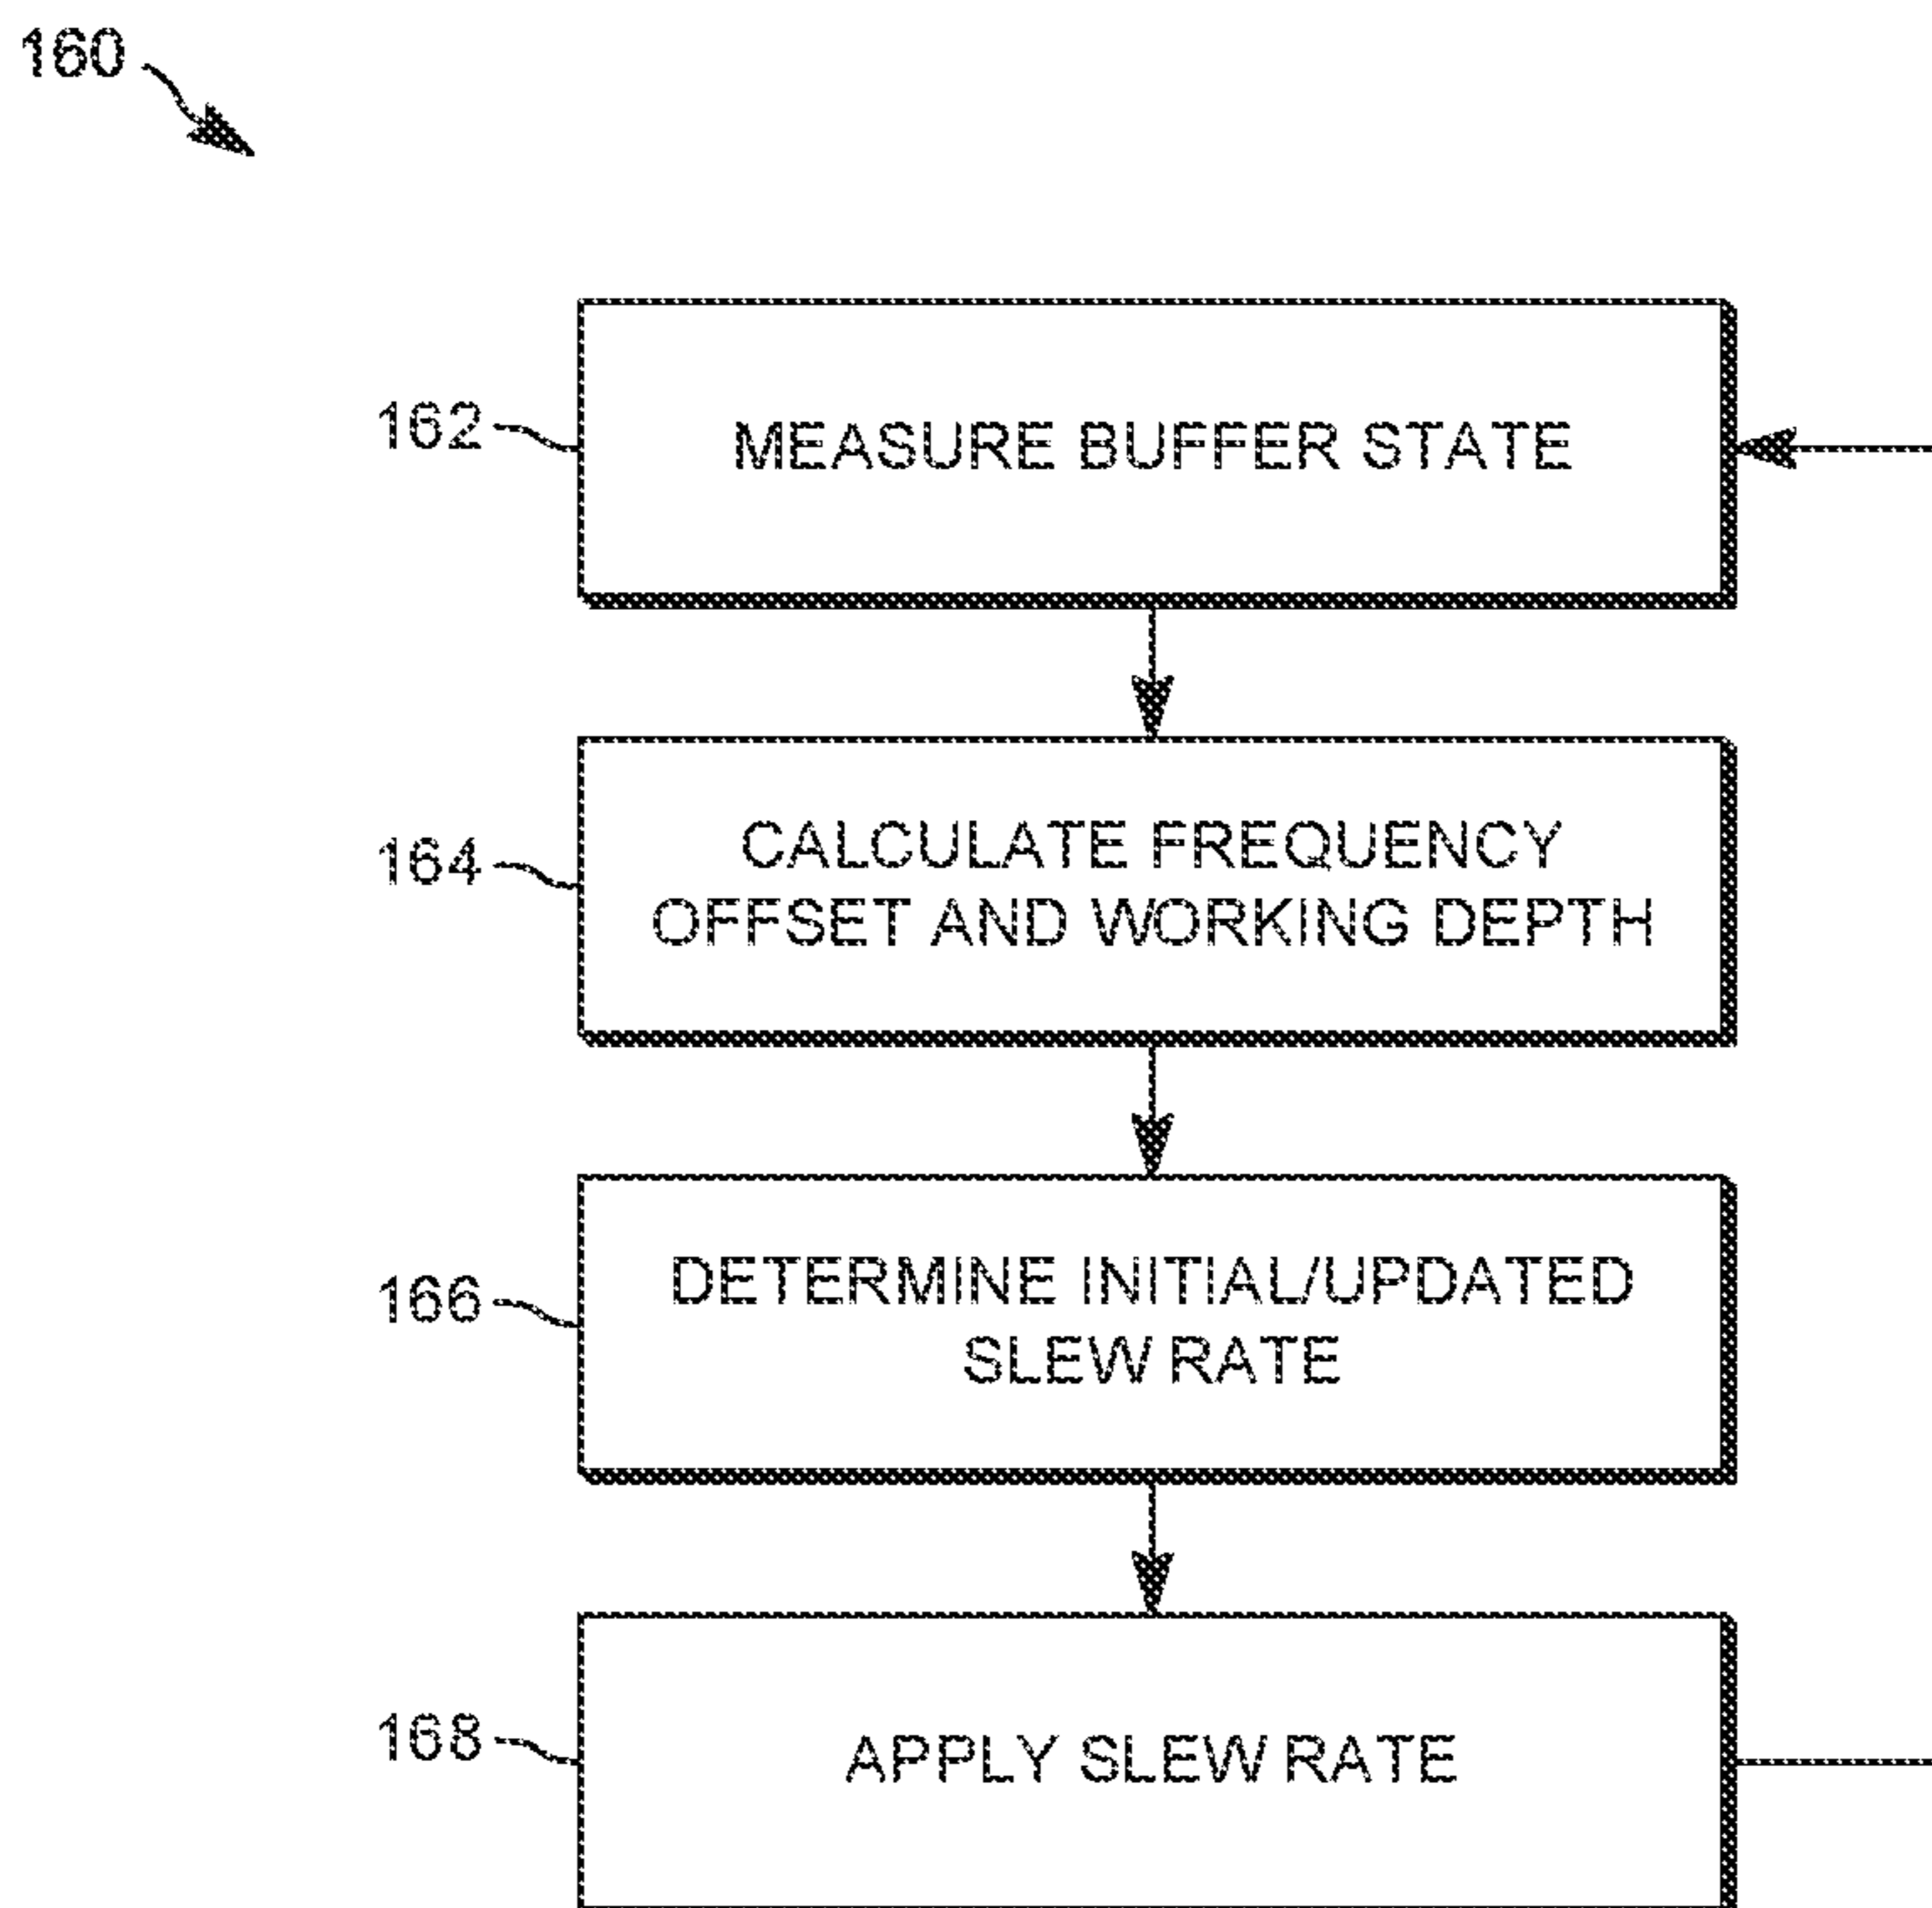 160
162
MEASURE BUFFER STATE
164
CALCULATE FREQUENCY
OFFSET AND WORKING DEPTH
166
DETERMINE INITIAL/UPDATED
SLEW RATE
168
APPLY SLEW RATE